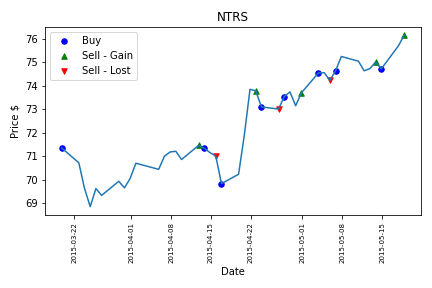 NTRS
Buy
Sell - Gain
Sell - Lost
Price $
76
75
74
73
72
71
70
69
2015-03-22
2015-04-01
2015-04-08
2015-04-15
2015-04-22
2015-05-01
2015-05-08
2015-05-15
Date